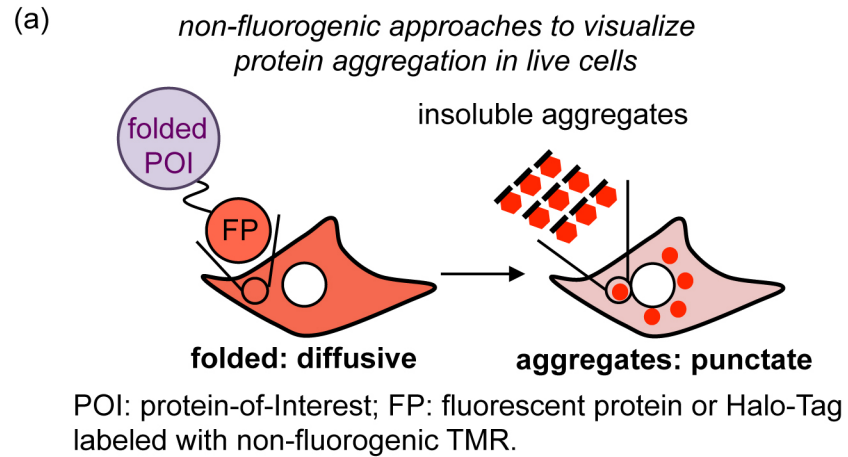 (a)
non-fluorogenic approaches to visualize
protein aggregation in live cells
insoluble aggregates
folded
POI
FP
folded: diffusive
aggregates: punctate
POI: protein-of-Interest; FP: fluorescent protein or Halo-Tag
labeled with non-fluorogenic TMR.